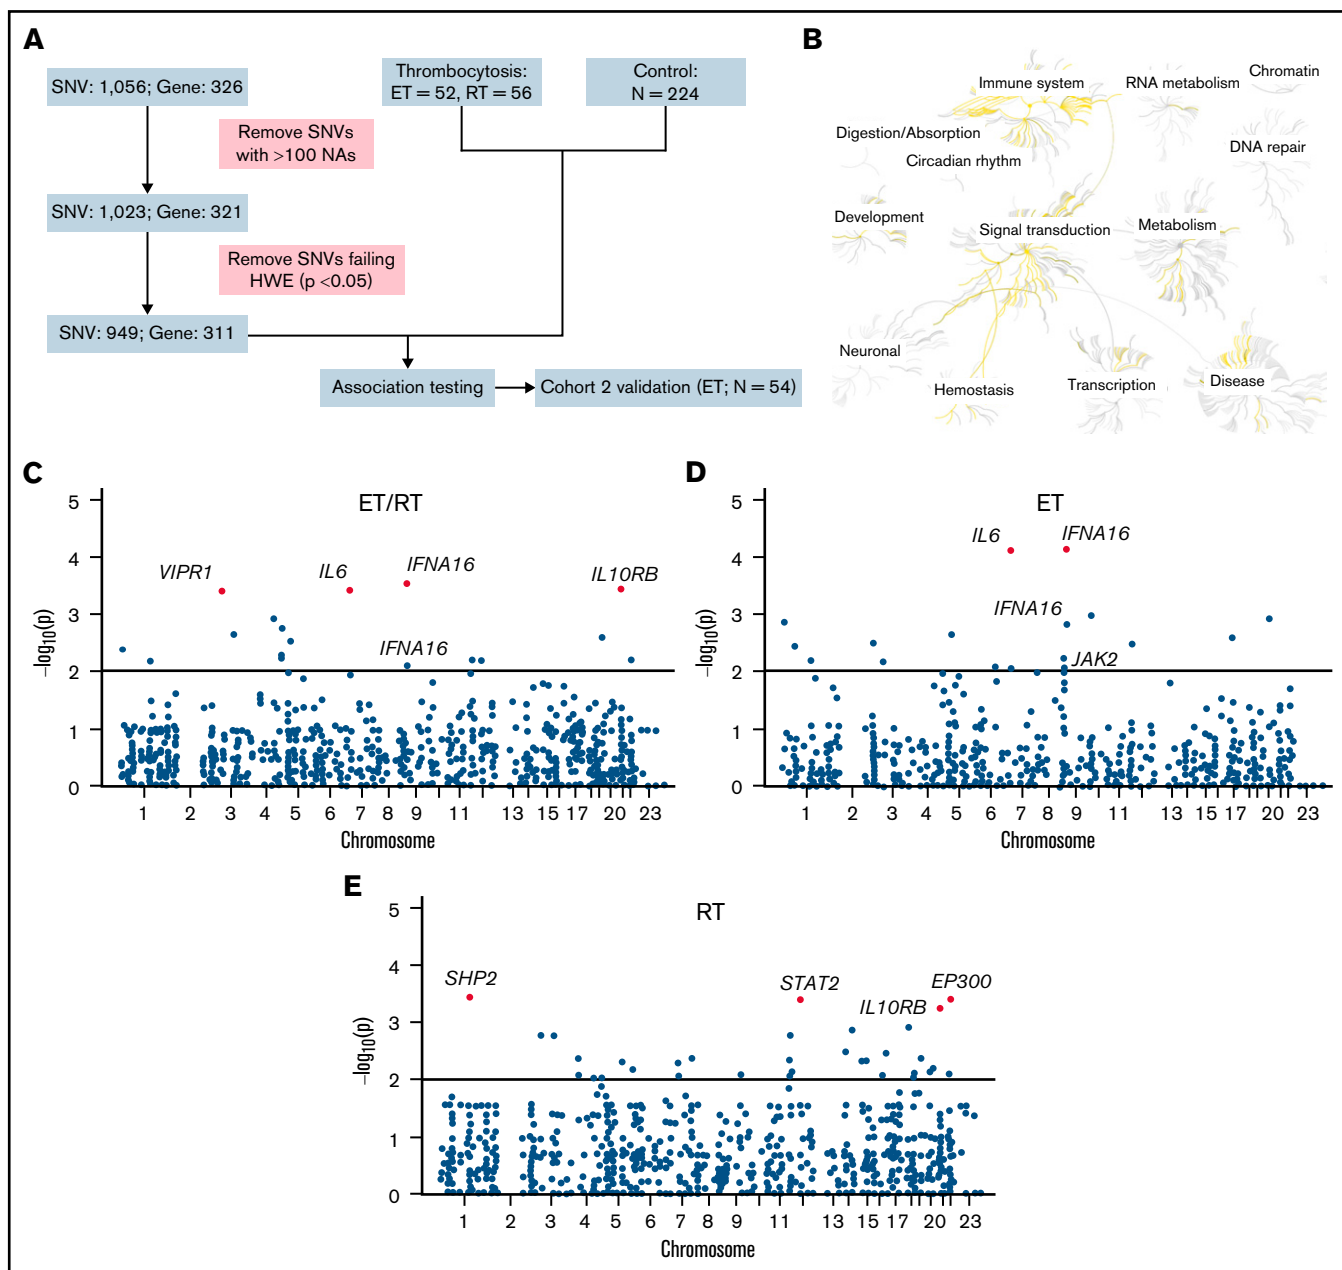 A
SNV: 1,056; Gene: 326
Thrombocytosis:
ET = 52, RT = 56
Control:
N = 224
Remove SNVs
with >100 NAs
SNV: 1,023; Gene: 321
Remove SNVs failing
HWE (p <0.05)
SNV: 949; Gene: 311
Association testing
Cohort 2 validation (ET; N = 54)
B
Immune system
RNA metabolism
Chromatin
Digestion/Absorption
Circadian rhythm
DNA repair
Development
Signal transduction
Metabolism
Neuronal
Hemostasis
Transcription
Disease
C
ET/RT
5
4
3
2
1
0
–log10(p)
VIPR1
IL6
IFNA16
IL10RB
IFNA16
1 2 3 4 5 6 7 8 9 11 13 15 17 20 23
Chromosome
D
ET
5
4
3
2
1
0
–log10(p)
IL6
IFNA16
IFNA16
JAK2
1 2 3 4 5 6 7 8 9 11 13 15 17 20 23
Chromosome
E
RT
5
4
3
2
1
0
–log10(p)
SHP2
STAT2
EP300
IL10RB
1 2 3 4 5 6 7 8 9 11 13 15 17 20 23
Chromosome